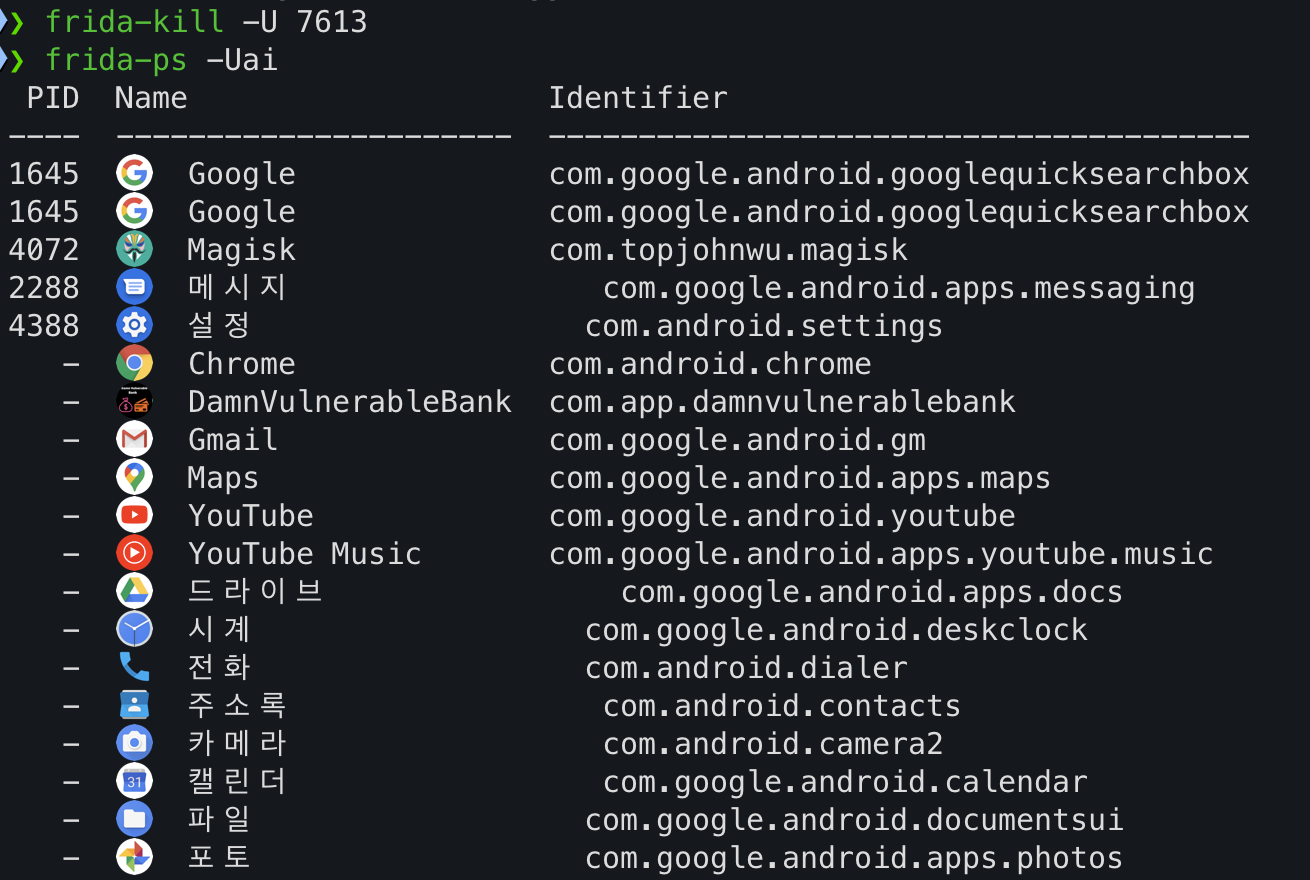 ❯ frida-kill -U 7613
❯ frida-ps -Uai
PID Name Identifier
---- ---------------------- ---------------------------------------
1645 Google com.google.android.googlequicksearchbox
1645 Google com.google.android.googlequicksearchbox
4072 Magisk com.topjohnwu.magisk
2288 메시지 com.google.android.apps.messaging
4388 설정 com.android.settings
- Chrome com.android.chrome
- DamnVulnerableBank com.app.damnvulnerablebank
- Gmail com.google.android.gm
- Maps com.google.android.apps.maps
- YouTube com.google.android.youtube
- YouTube Music com.google.android.apps.youtube.music
- 드라이브 com.google.android.apps.docs
- 시계 com.google.android.deskclock
- 전화 com.android.dialer
- 주소록 com.android.contacts
- 카메라 com.android.camera2
- 31 캘린더 com.google.android.calendar
- 파일 com.google.android.documentsui
- 포토 com.google.android.apps.photos